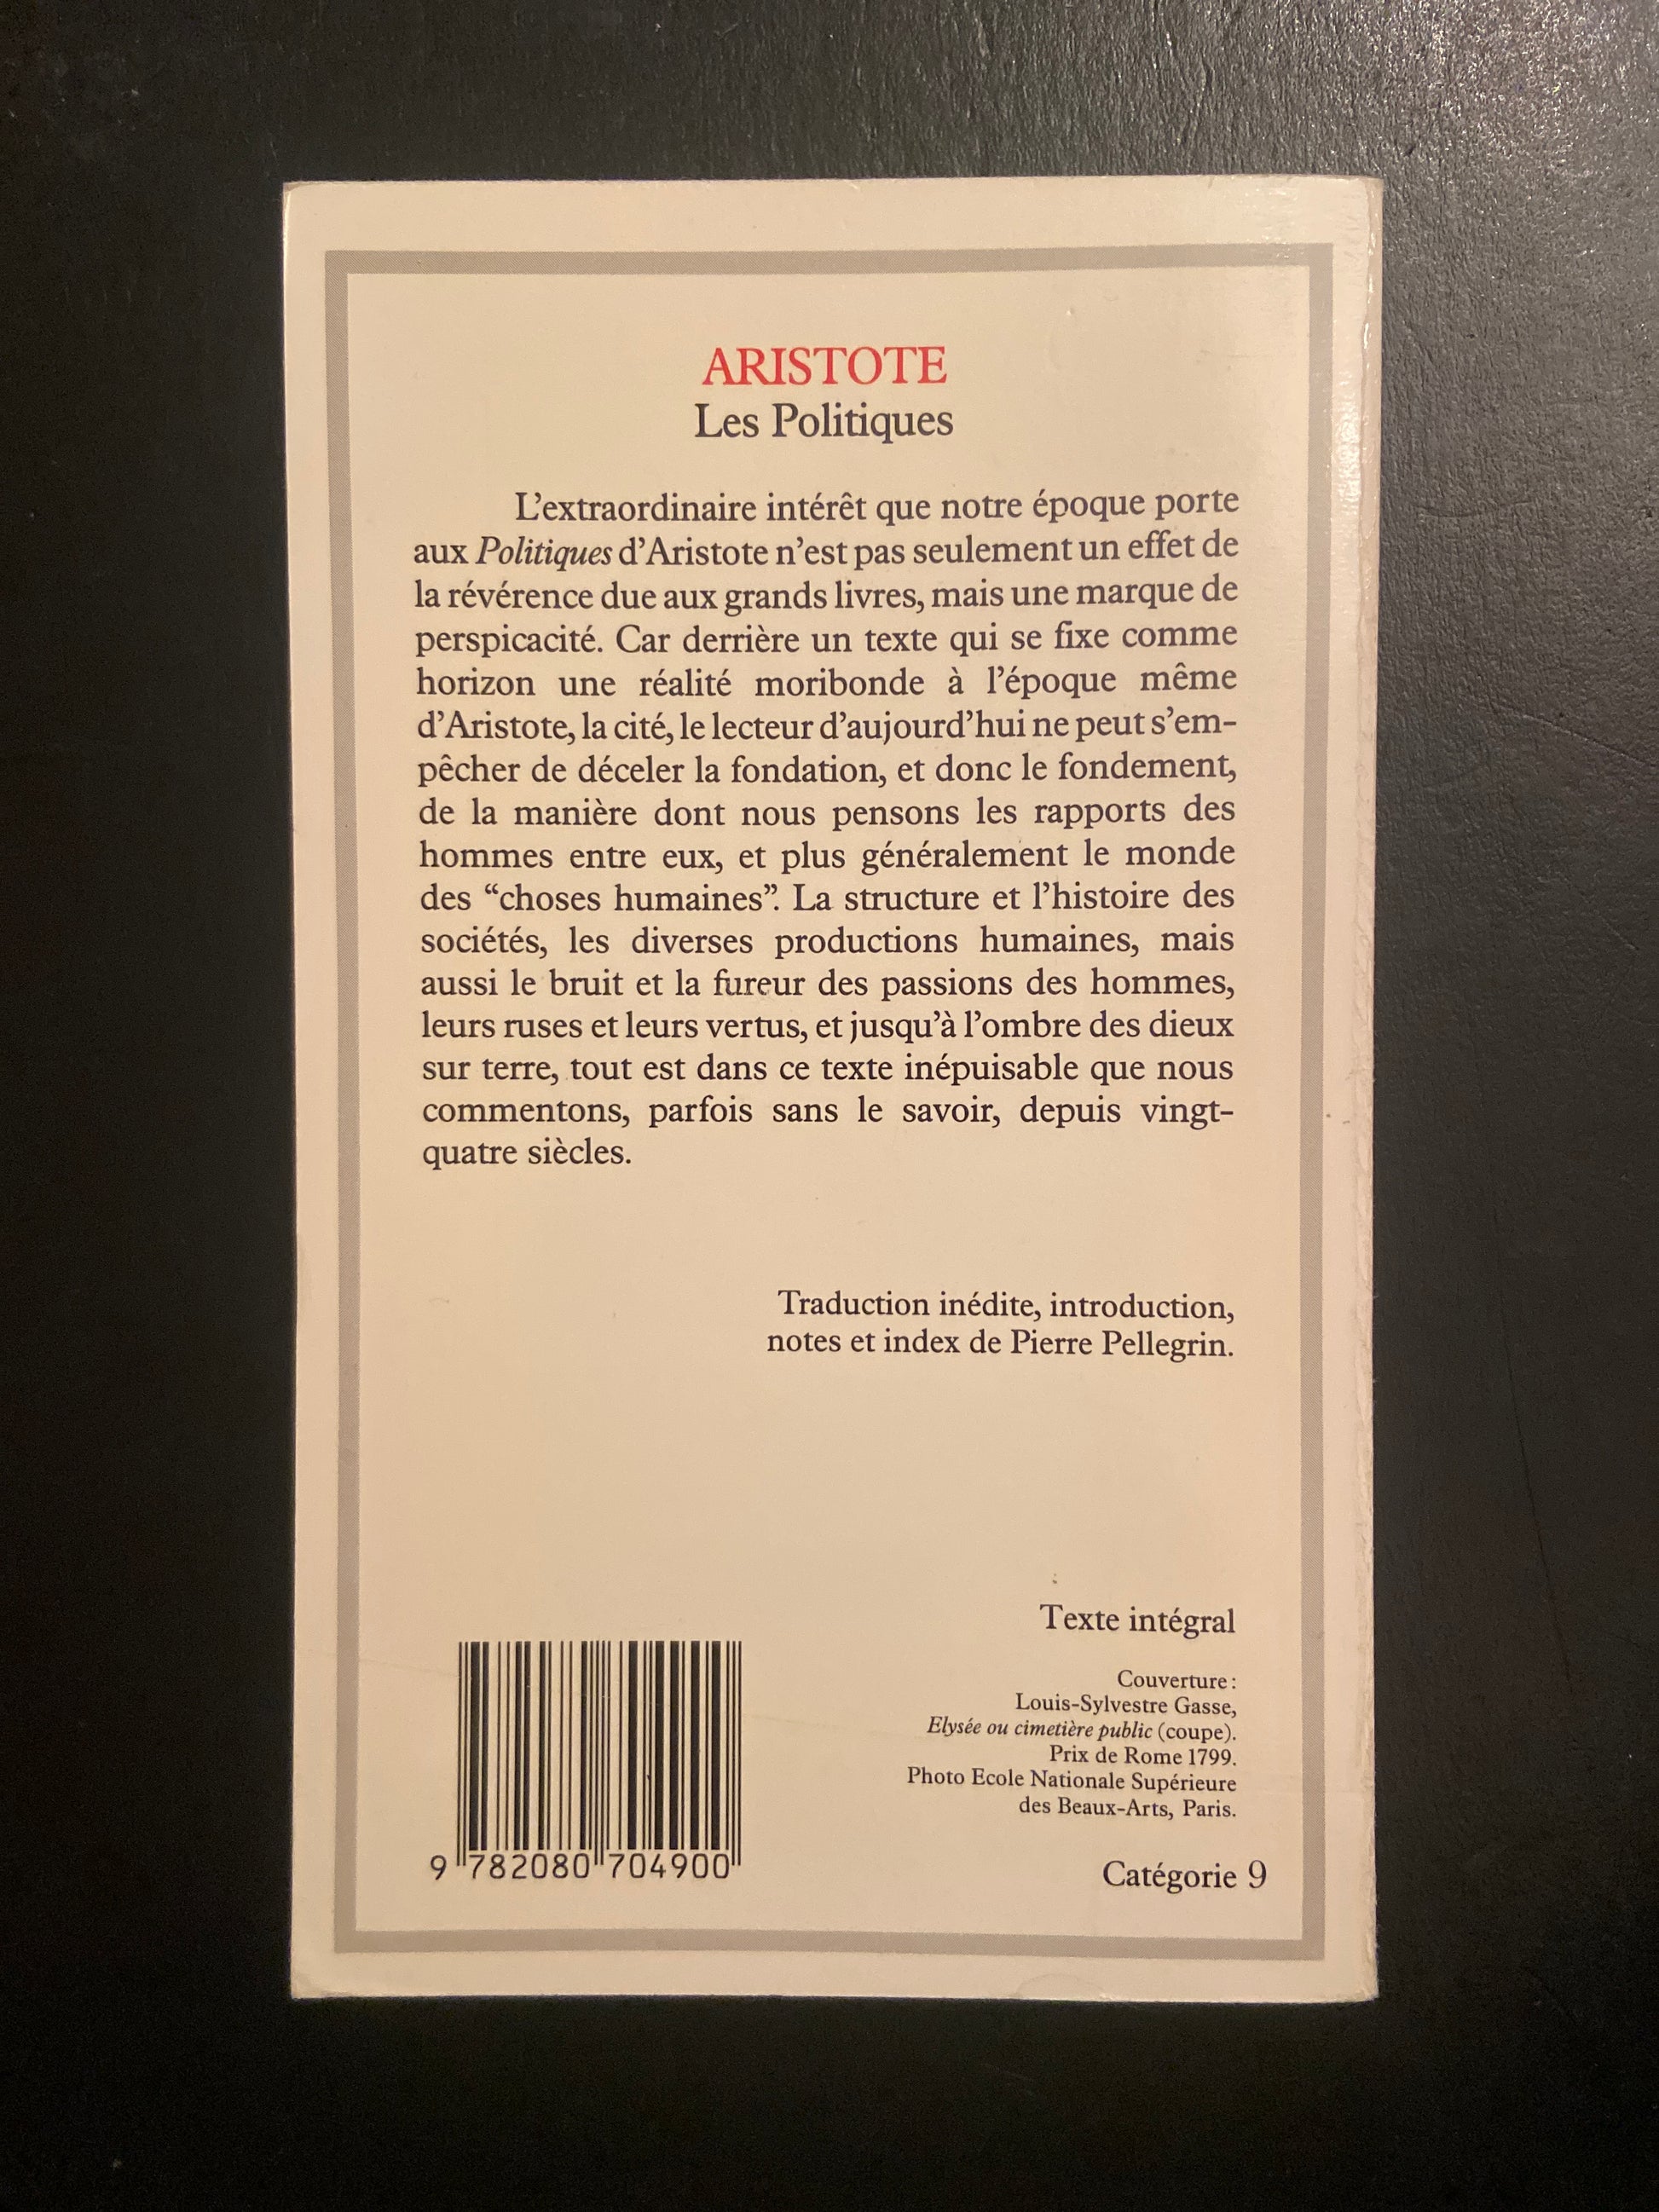 ARISTOTE
Les Politiques
L’extraordinaire intérêt que notre époque porte
aux Politiques d’Aristote n’est pas seulement un effet de
la révérence due aux grands livres, mais une marque de
perspicacité. Car derrière un texte qui se fixe comme
horizon une réalité moribonde à l’époque même
d’Aristote, la cité, le lecteur d’aujourd’hui ne peut s’em-
pêcher de déceler la fondation, et donc le fondement,
de la manière dont nous pensons les rapports des
hommes entre eux, et plus généralement le monde
des “choses humaines”. La structure et l’histoire des
sociétés, les diverses productions humaines, mais
aussi le bruit et la fureur des passions des hommes,
leurs ruses et leurs vertus, et jusqu’à l’ombre des dieux
sur terre, tout est dans ce texte inépuisable que nous
commentons, parfois sans le savoir, depuis vingt-
quatre siècles.
Traduction inédite, introduction,
notes et index de Pierre Pellegrin.
Texte intégral
Couverture :
Louis-Sylvestre Gasse,
Elysée ou cimetière public (coupe).
Prix de Rome 1799.
Photo Ecole Nationale Supérieure
des Beaux-Arts, Paris.
9 782080 704900
Catégorie 9